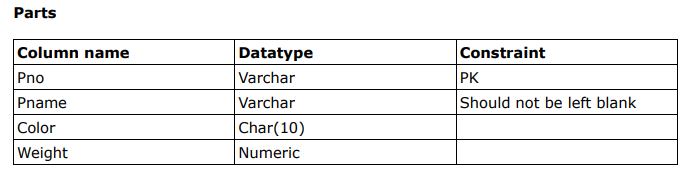 Parts
Column name Datatype Constraint
Pno Varchar PK
Pname Varchar Should not be left blank
Color Char(10)
Weight Numeric